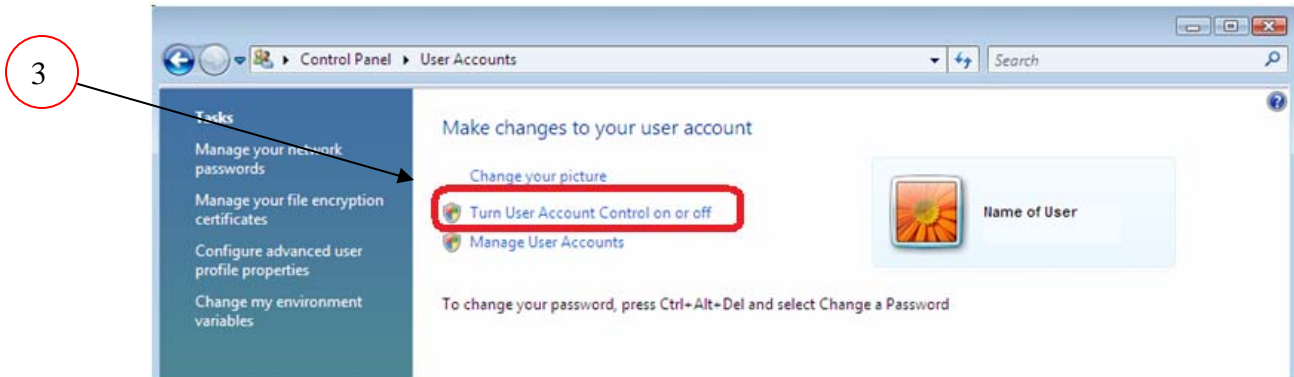 3
Control Panel
User Accounts
Search
Tasks
Manage your network
passwords
Manage your file encryption
certificates
Configure advanced user
profile properties
Change my environment
variables
Make changes to your user account
Change your picture
Turn User Account Control on or off
Manage User Accounts
To change your password, press Ctrl+Alt+Del and select Change a Password
Name of User